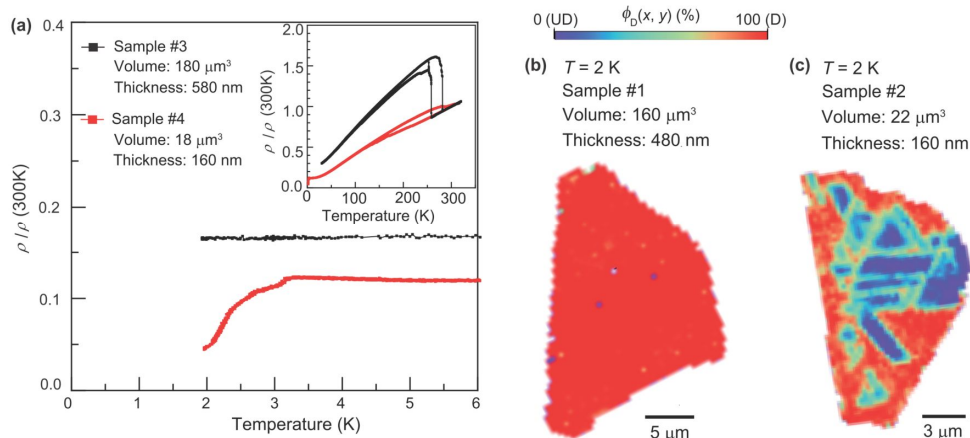 (a)
Sample #3
Volume: 180 μm³
Thickness: 580 nm
Sample #4
Volume: 18 μm³
Thickness: 160 nm
ρ / ρ (300K)
0.4
0.3
0.2
0.1
0.0
0 1 2 3 4 5 6
Temperature (K)
ρ / ρ (300K)
2.0
1.5
1.0
0.5
0.0
0 100 200 300
Temperature (K)
0 (UD) ϕD(x, y) (%) 100 (D)
(b) T = 2 K
Sample #1
Volume: 160 μm³
Thickness: 480 nm
5 μm
(c) T = 2 K
Sample #2
Volume: 22 μm³
Thickness: 160 nm
3 μm